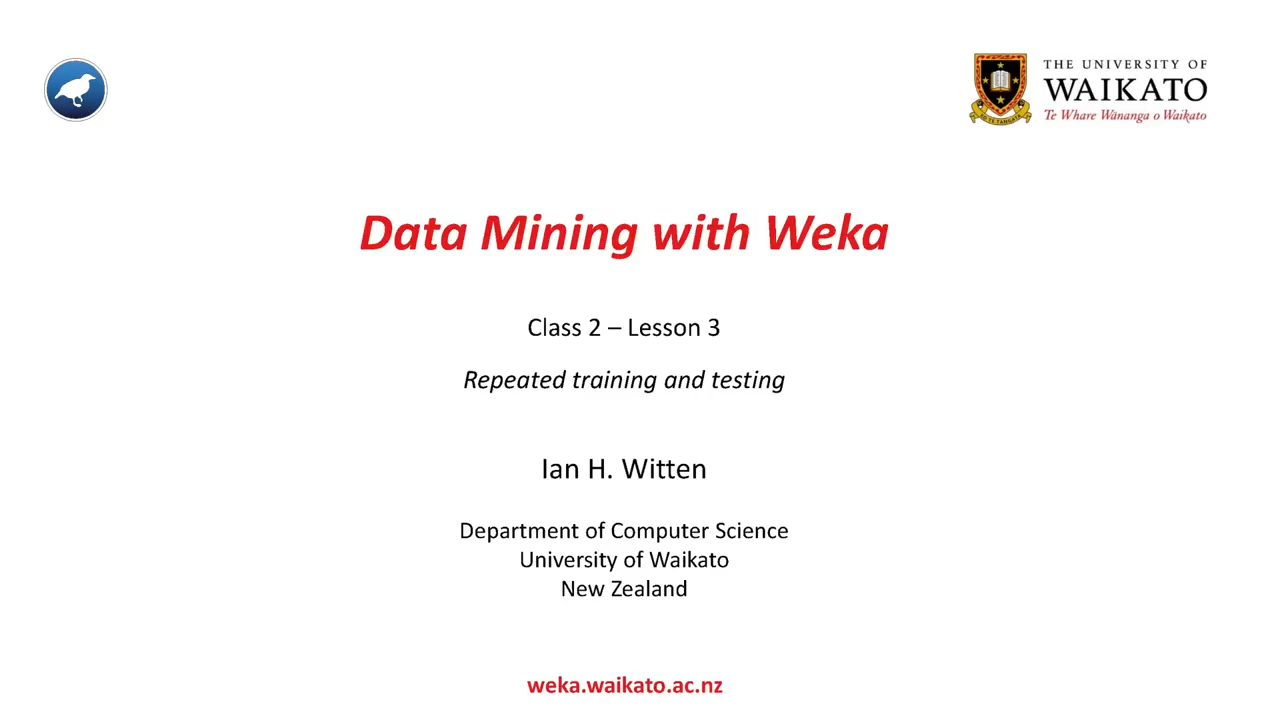 THE UNIVERSITY OF
WAIKATO
Te Whare Wānanga o Waikato
Data Mining with Weka
Class 2 – Lesson 3
Repeated training and testing
Ian H. Witten
Department of Computer Science
University of Waikato
New Zealand
weka.waikato.ac.nz